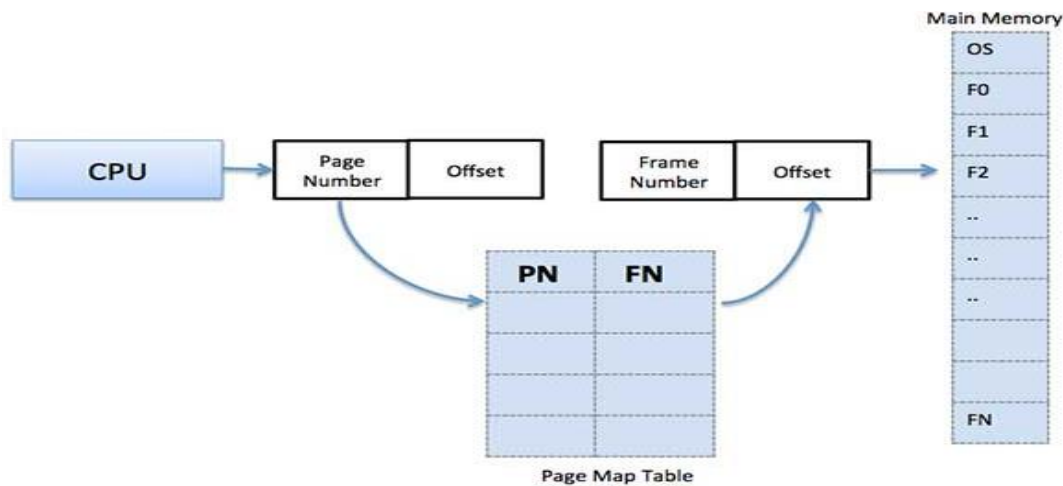 Main Memory
OS
F0
F1
F2
..
..
..
FN
CPU
Page
Number
Offset
Frame
Number
Offset
PN FN
Page Map Table